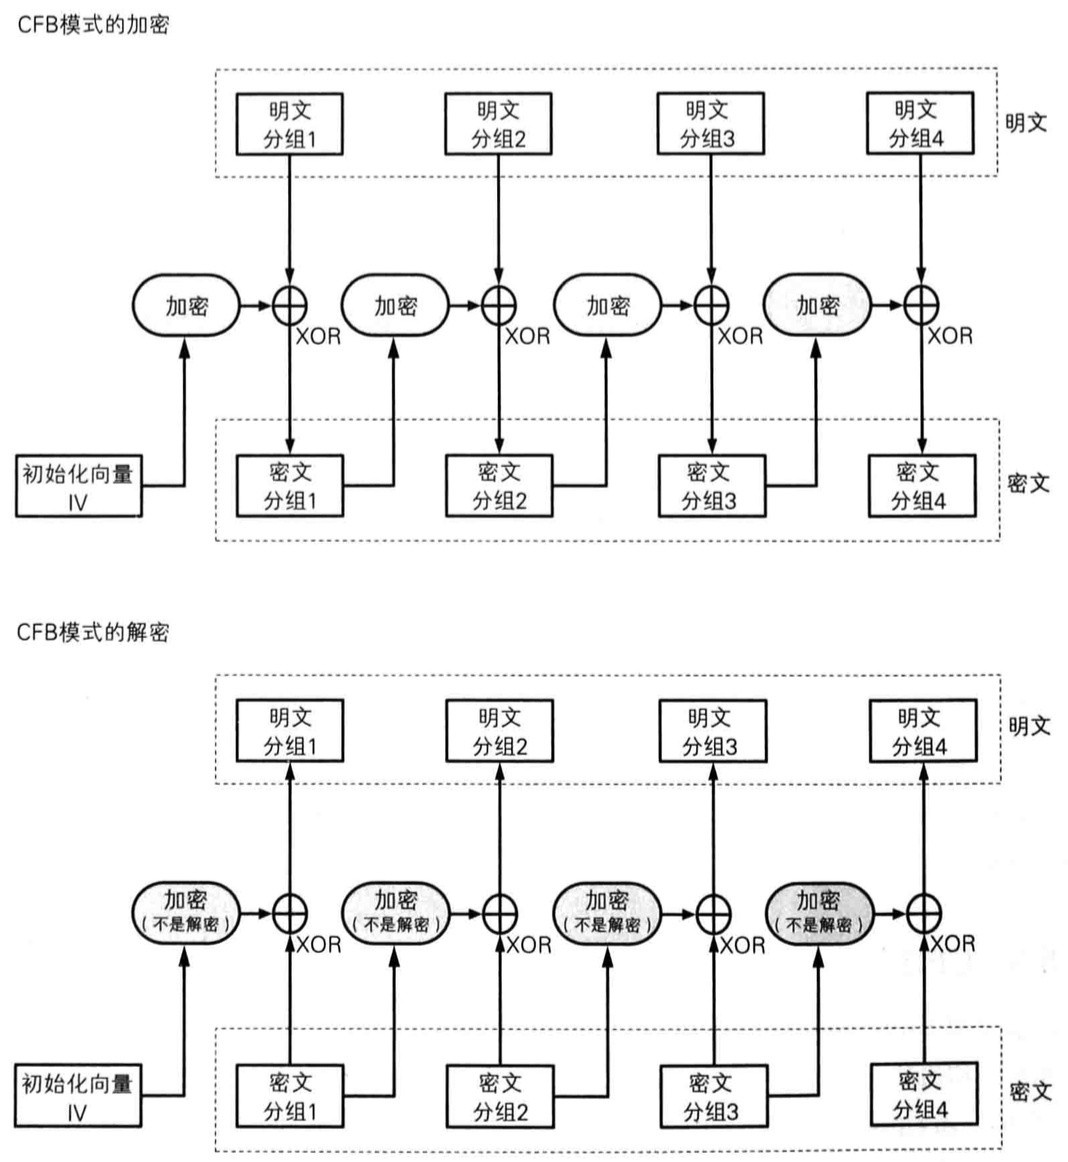 CFB模式的加密
明文
分组1
明文
分组2
明文
分组3
明文
分组4
明文
加密
加密
加密
加密
XOR
XOR
XOR
XOR
初始化向量
IV
密文
分组1
密文
分组2
密文
分组3
密文
分组4
密文
CFB模式的解密
明文
分组1
明文
分组2
明文
分组3
明文
分组4
明文
加密
(不是解密)
加密
(不是解密)
加密
(不是解密)
加密
(不是解密)
XOR
XOR
XOR
XOR
初始化向量
IV
密文
分组1
密文
分组2
密文
分组3
密文
分组4
密文